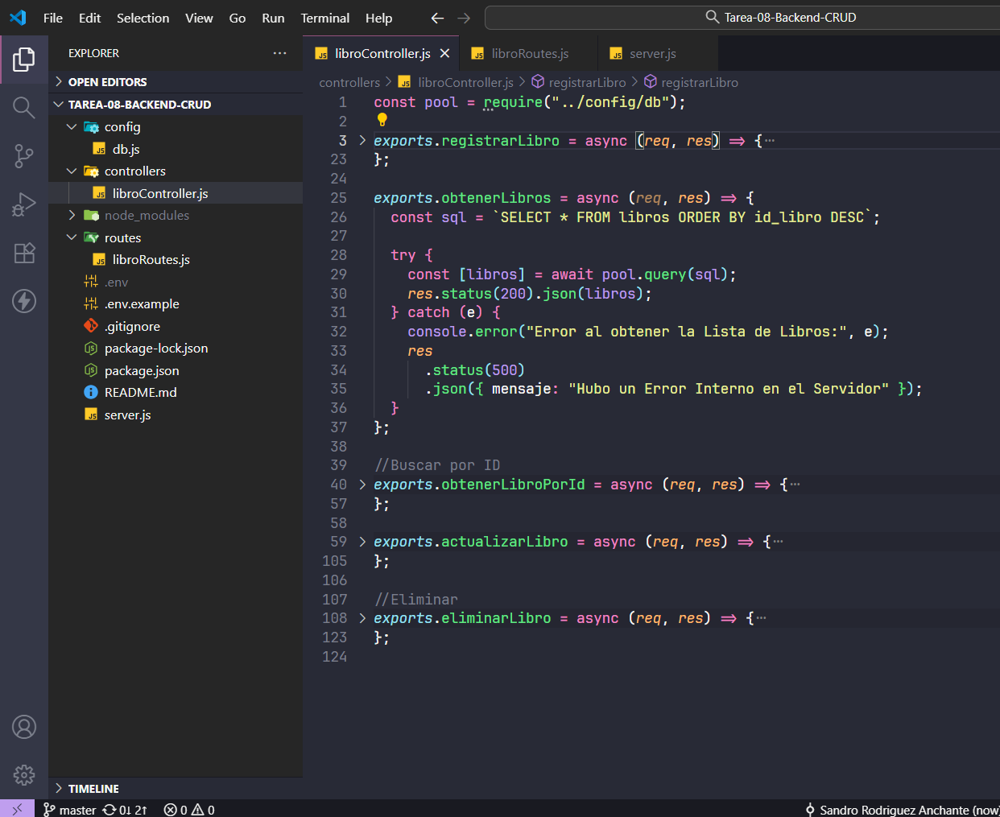 File Edit Selection View Go Run Terminal Help Tarea-08-Backend-CRUD
EXPLORER
OPEN EDITORS
TAREA-08-BACKEND-CRUD
config
db.js
controllers
libroController.js
node_modules
routes
libroRoutes.js
.env
.env.example
.gitignore
package-lock.json
package.json
README.md
server.js
TIMELINE
libroController.js libroRoutes.js server.js
controllers > libroController.js > registrarLibro > registrarLibro
1 const pool = require("../config/db");
2
3 exports.registrarLibro = async (req, res) => {···
23 };
24
25 exports.obtenerLibros = async (req, res) => {
26 const sql = `SELECT * FROM libros ORDER BY id_libro DESC`;
27
28 try {
29 const [libros] = await pool.query(sql);
30 res.status(200).json(libros);
31 } catch (e) {
32 console.error("Error al obtener la Lista de Libros:", e);
33 res
34 .status(500)
35 .json({ mensaje: "Hubo un Error Interno en el Servidor" });
36 }
37 };
38
39 //Buscar por ID
40 exports.obtenerLibroPorId = async (req, res) => {···
57 };
58
59 exports.actualizarLibro = async (req, res) => {···
105 };
106
107 //Eliminar
108 exports.eliminarLibro = async (req, res) => {···
123 };
124
master 0↓ 2↑ 0 0 Sandro Rodriguez Anchante (now)